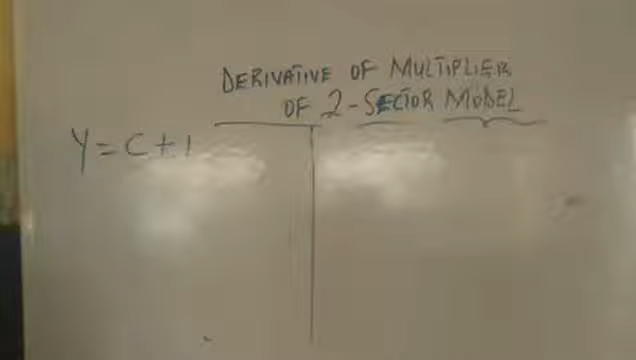 DERIVATIVE OF MULTIPLIER
OF 2-SECTOR MODEL
Y = C + I